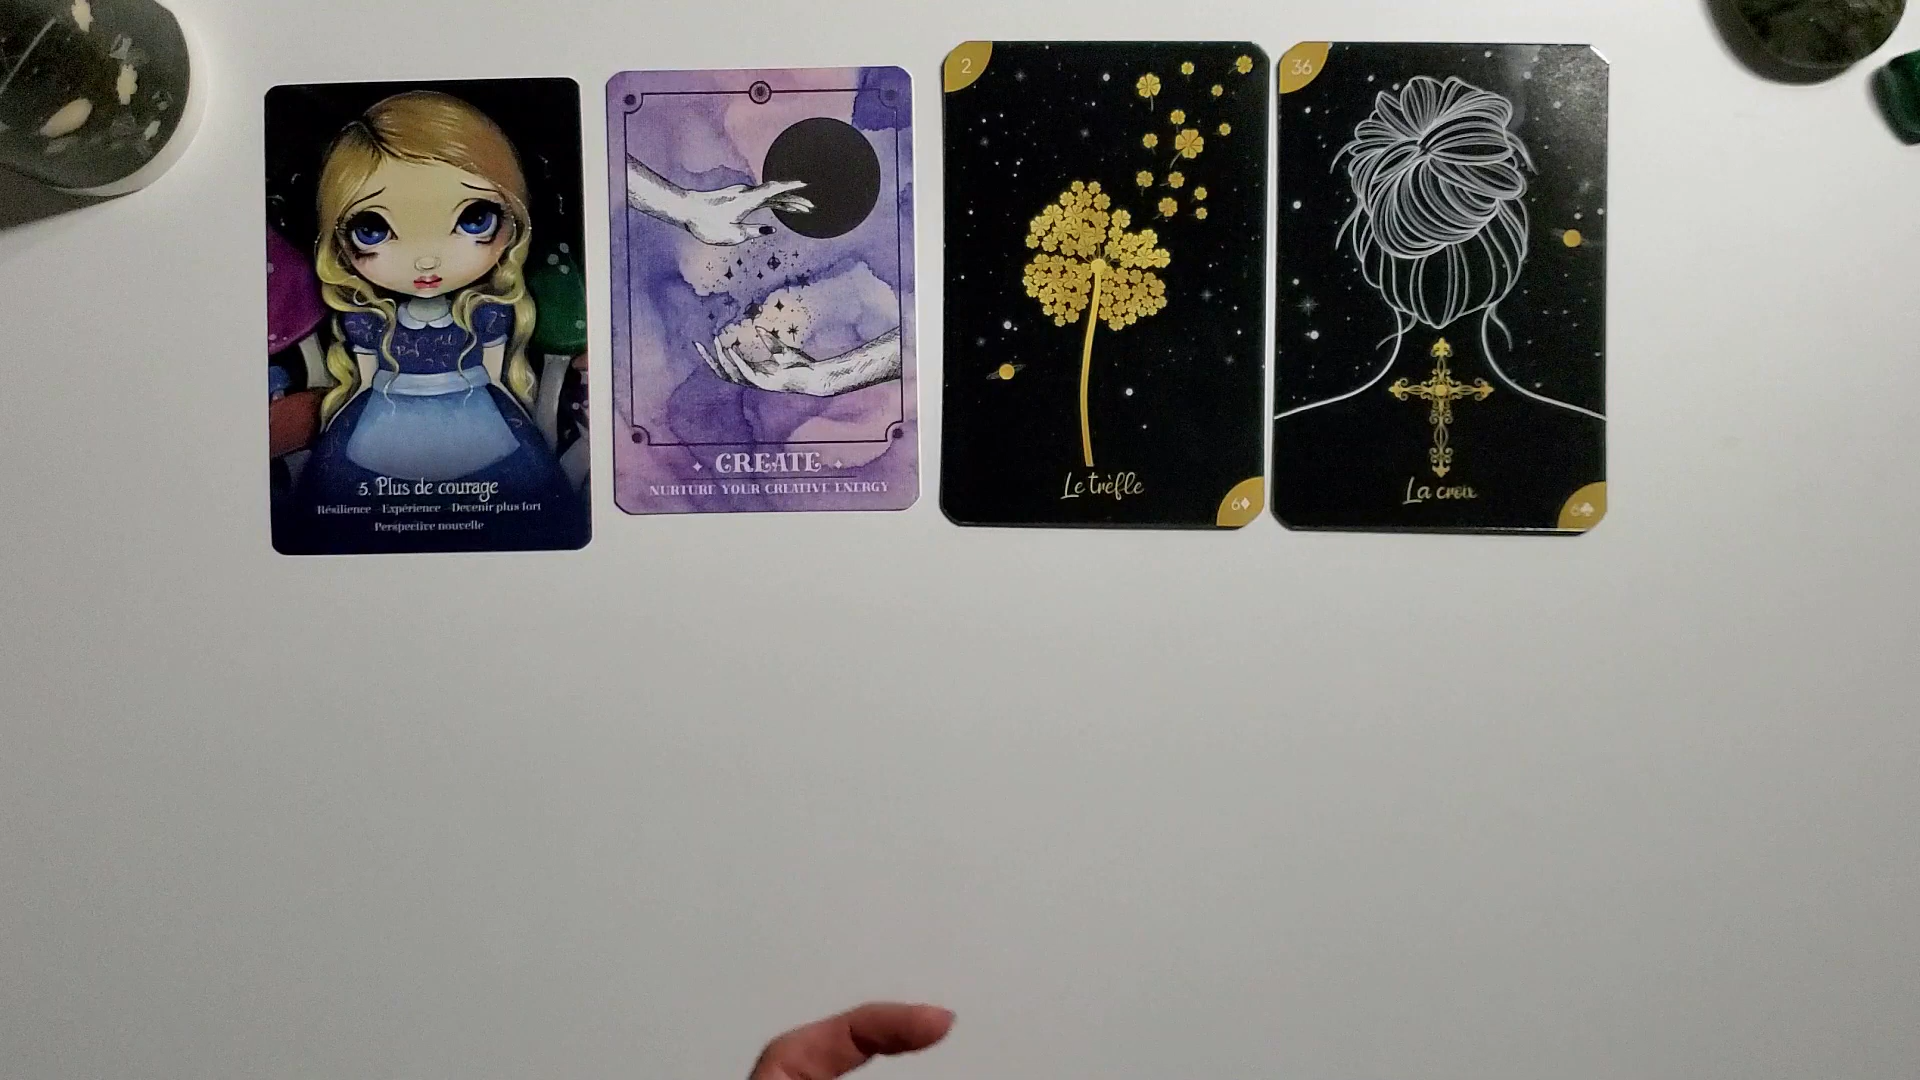 5. Plus de courage
Résilience - Expérience - Devenir plus fort
Perspective nouvelle
CREATE
NURTURE YOUR CREATIVE ENERGY
2
Le trèfle
6♦
36
La croix
6♣